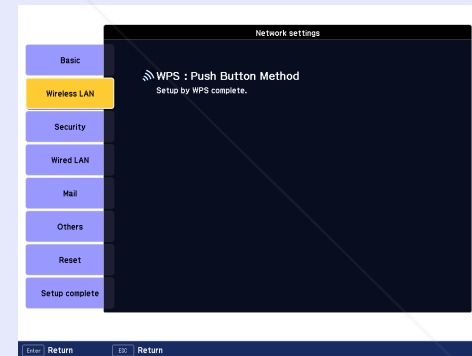 Network settings
Basic
WPS : Push Button Method
Wireless LAN
Setup by WPS complete.
Security
Wired LAN
Mail
Others
Reset
Setup complete
Enter Return ESC Return